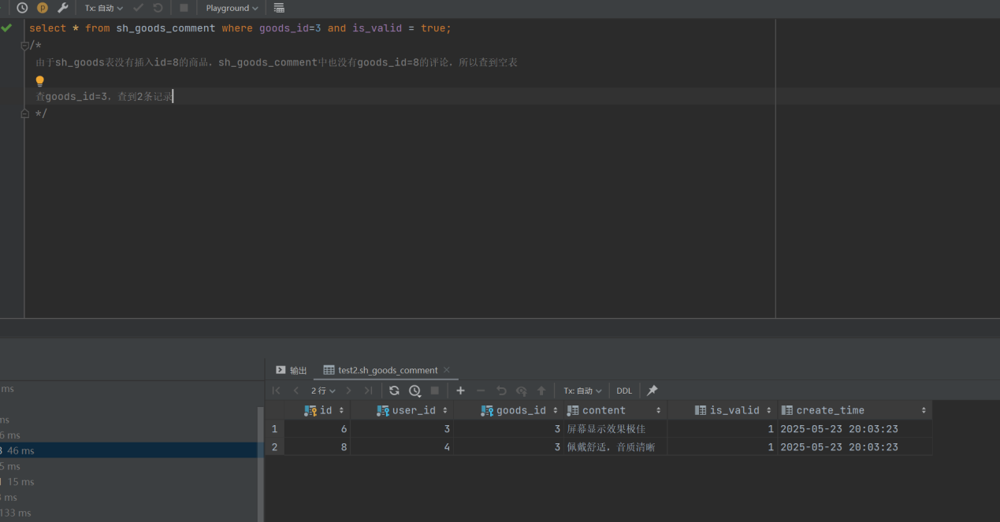 Tx: 自动 Playground
select * from sh_goods_comment where goods_id=3 and is_valid = true;
/*
由于sh_goods表没有插入id=8的商品．sh_goods_comment中也没有goods_id=8的评论．所以查到空表
查goods_id=3．查到2条记录
*/
输出 test2.sh_goods_comment
2 行 Tx: 自动 DDL
id user_id goods_id content is_valid create_time
1 6 3 3 屏幕显示效果极佳 1 2025-05-23 20:03:23
2 8 4 3 佩戴舒适，音质清晰 1 2025-05-23 20:03:23
ms
ms
6 ms
46 ms
5 ms
15 ms
ms
133 ms